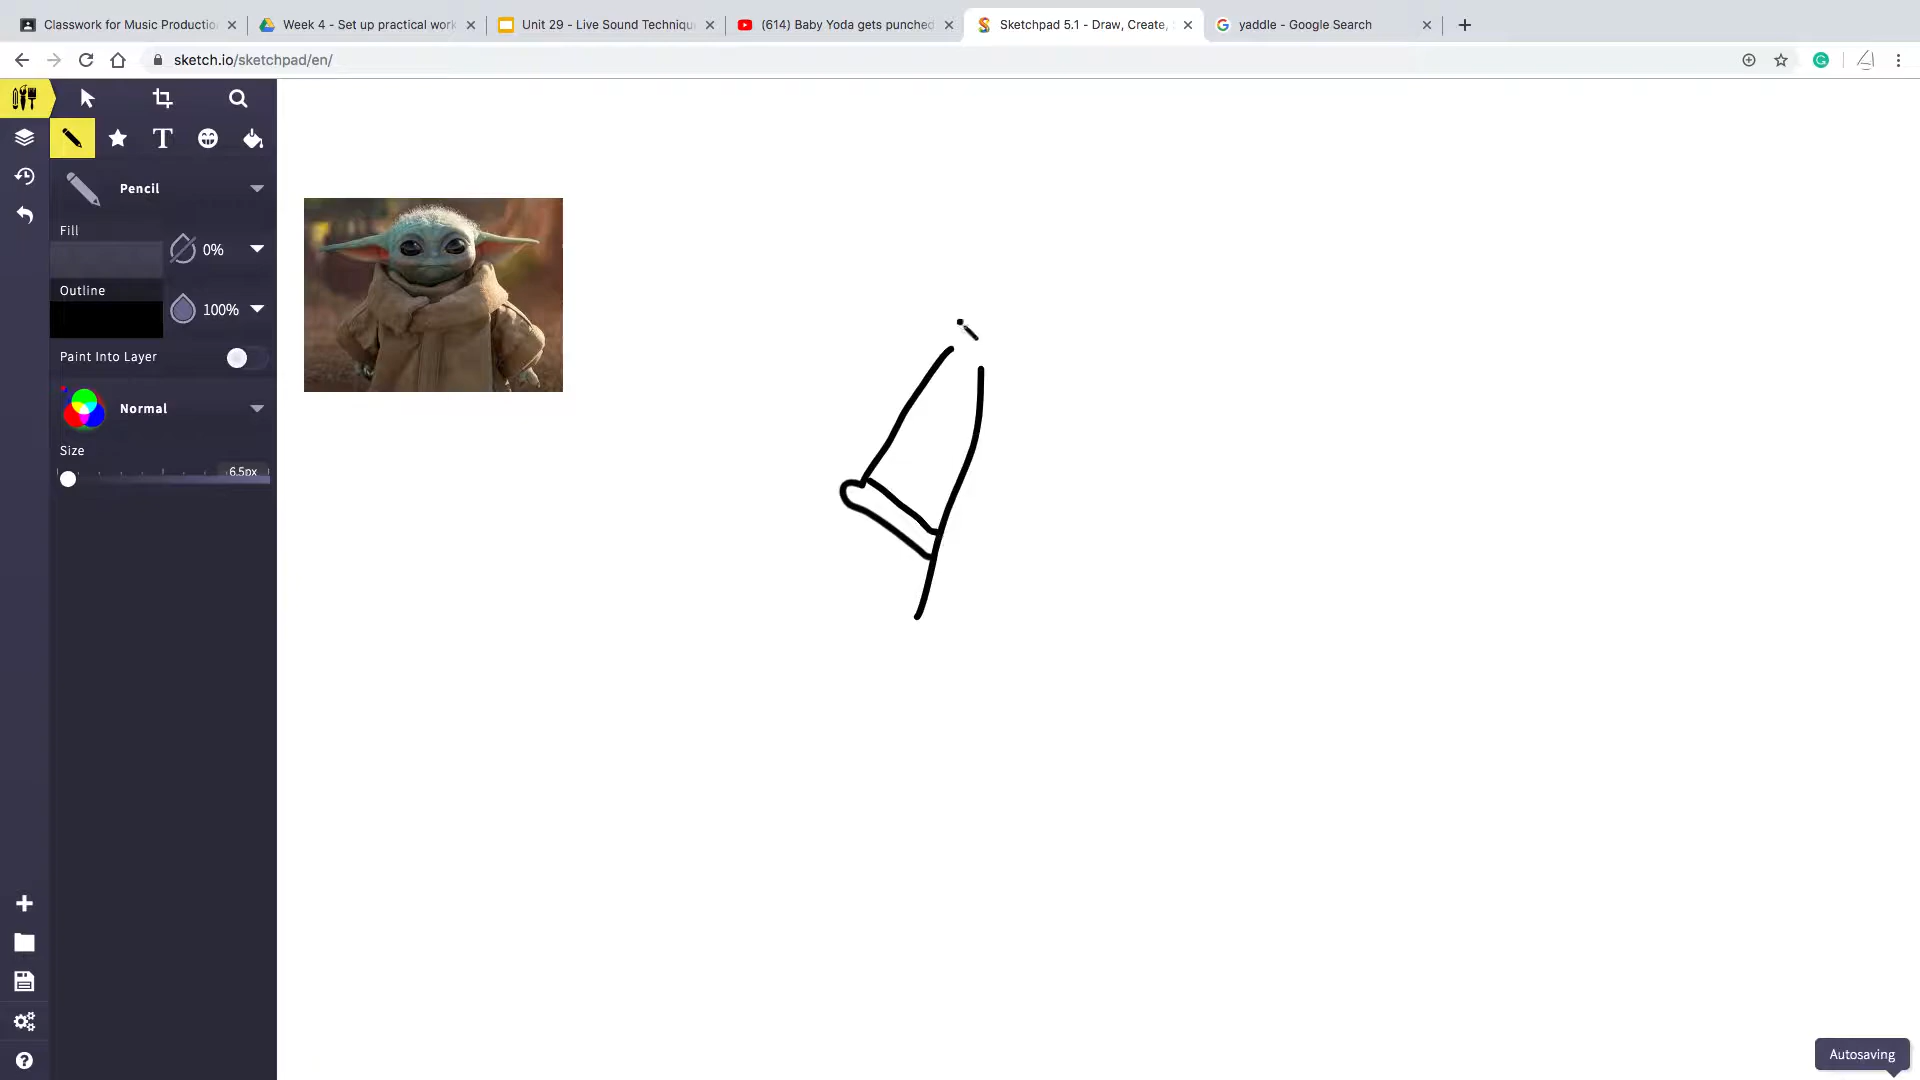 Classwork for Music Productio
Week 4 - Set up practical work
Unit 29 - Live Sound Techniqu
(614) Baby Yoda gets punched
Sketchpad 5.1 - Draw, Create,
yaddle - Google Search
sketch.io/sketchpad/en/
T
Pencil
Fill
0%
Outline
100%
Paint Into Layer
Normal
Size
6.5px
Autosaving